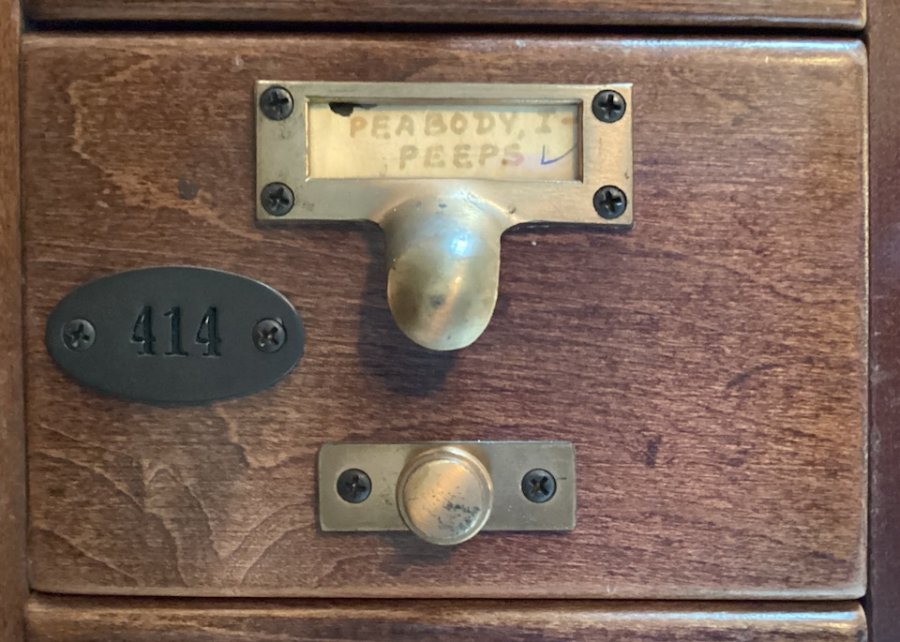 PEABODY, I-
PEEPS
414